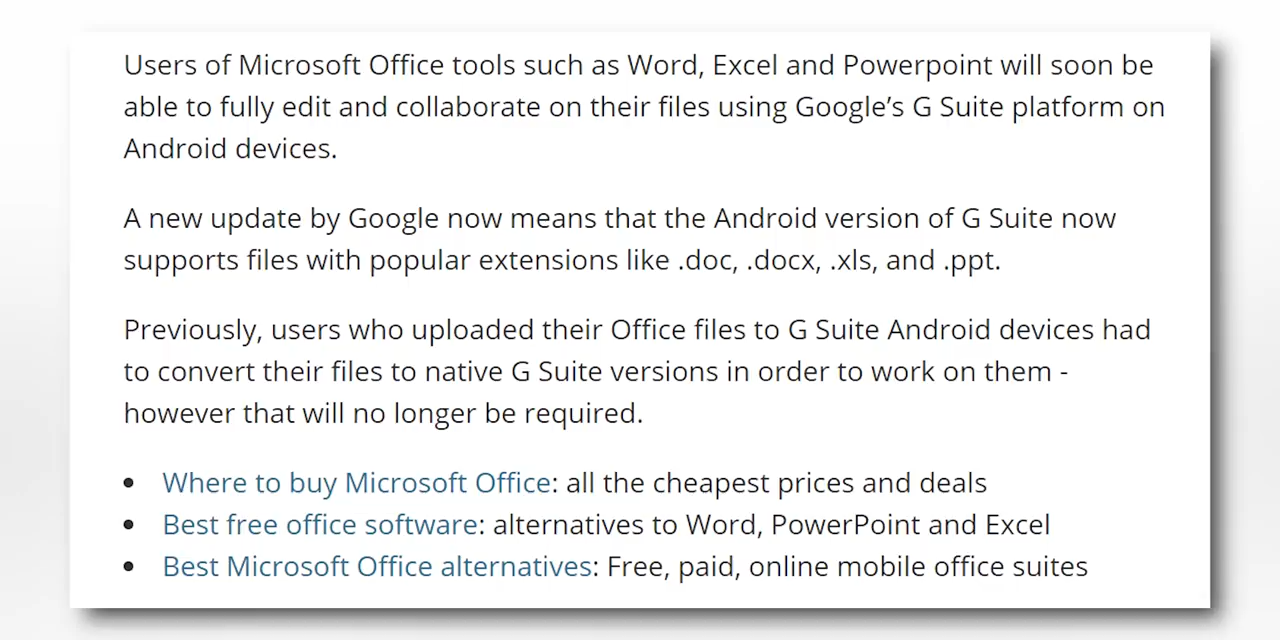 Users of Microsoft Office tools such as Word, Excel and Powerpoint will soon be
able to fully edit and collaborate on their files using Google’s G Suite platform on
Android devices.
A new update by Google now means that the Android version of G Suite now
supports files with popular extensions like .doc, .docx, .xls, and .ppt.
Previously, users who uploaded their Office files to G Suite Android devices had
to convert their files to native G Suite versions in order to work on them -
however that will no longer be required.
• Where to buy Microsoft Office: all the cheapest prices and deals
• Best free office software: alternatives to Word, PowerPoint and Excel
• Best Microsoft Office alternatives: Free, paid, online mobile office suites